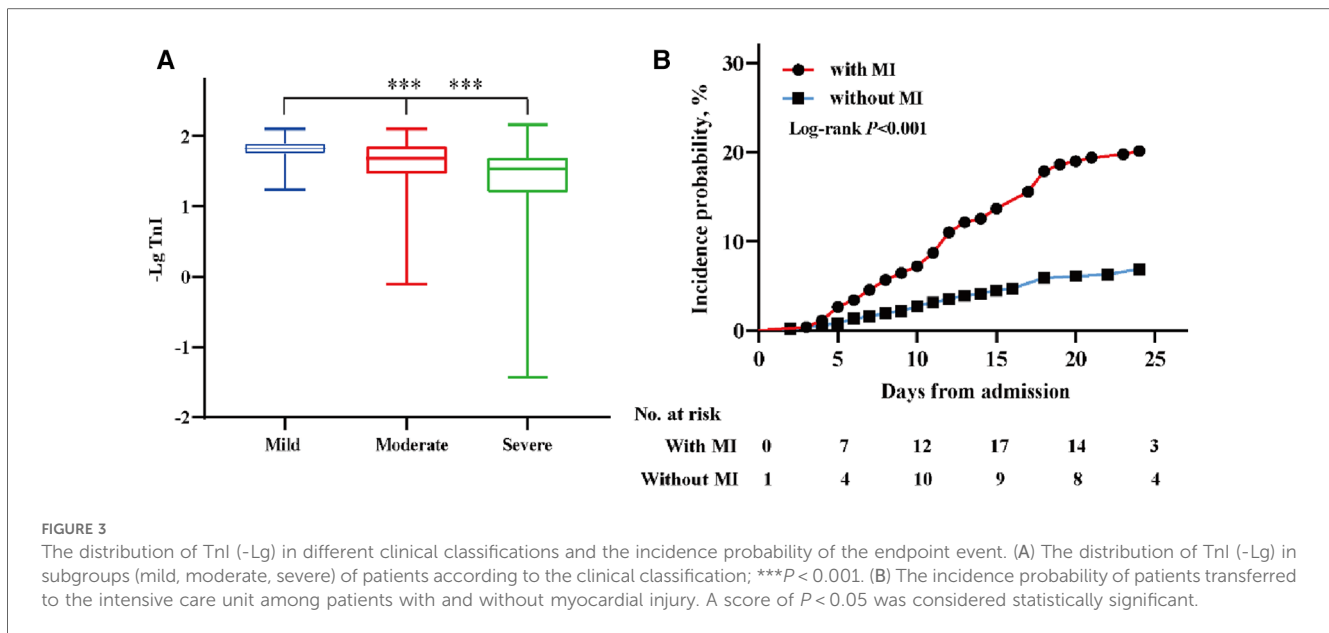 A
*** ***
2
1
0
-1
-2
-Lg TnI
Mild Moderate Severe
B
30
20
10
0
Incidence probability, %
with MI
without MI
Log-rank P<0.001
0 5 10 15 20 25
Days from admission
No. at risk
With MI 0 7 12 17 14 3
Without MI 1 4 10 9 8 4
FIGURE 3
The distribution of TnI (-Lg) in different clinical classifications and the incidence probability of the endpoint event. (A) The distribution of TnI (-Lg) in
subgroups (mild, moderate, severe) of patients according to the clinical classification; ***P < 0.001. (B) The incidence probability of patients transferred
to the intensive care unit among patients with and without myocardial injury. A score of P < 0.05 was considered statistically significant.